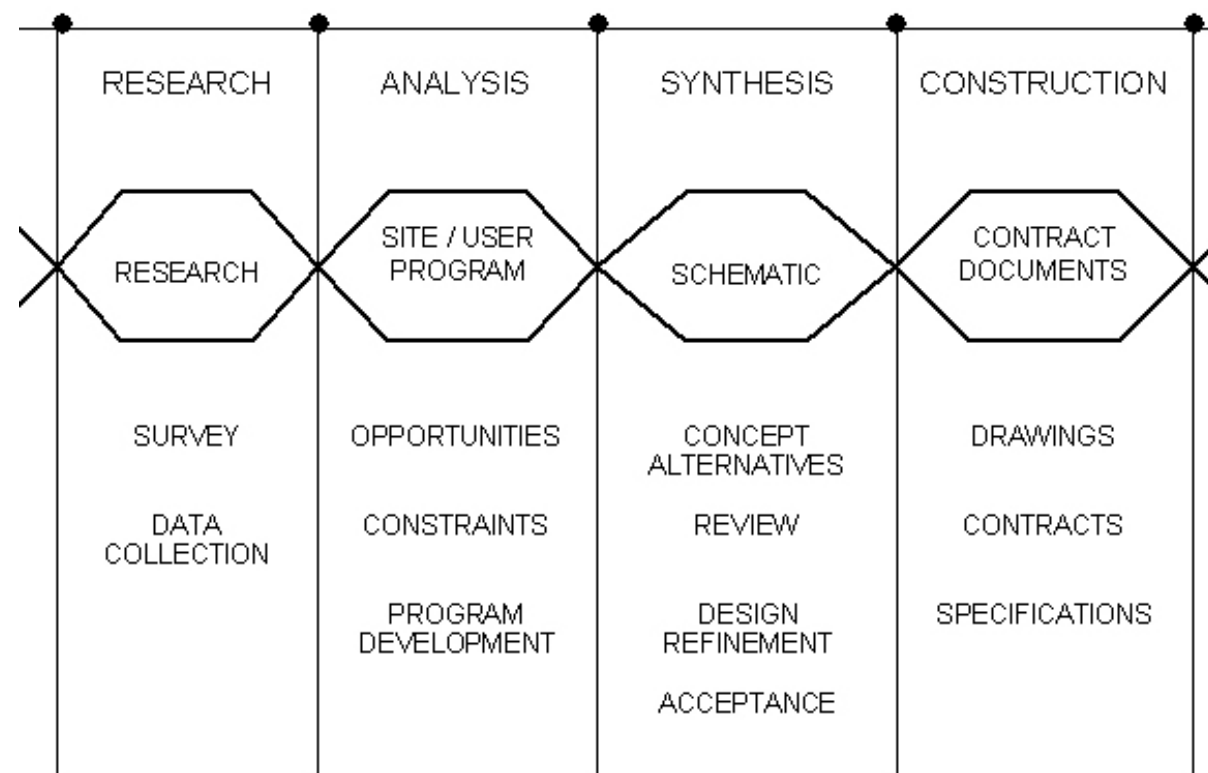 RESEARCH
ANALYSIS
SYNTHESIS
CONSTRUCTION
RESEARCH
SITE / USER
PROGRAM
SCHEMATIC
CONTRACT
DOCUMENTS
SURVEY
DATA
COLLECTION
OPPORTUNITIES
CONSTRAINTS
PROGRAM
DEVELOPMENT
CONCEPT
ALTERNATIVES
REVIEW
DESIGN
REFINEMENT
ACCEPTANCE
DRAWINGS
CONTRACTS
SPECIFICATIONS